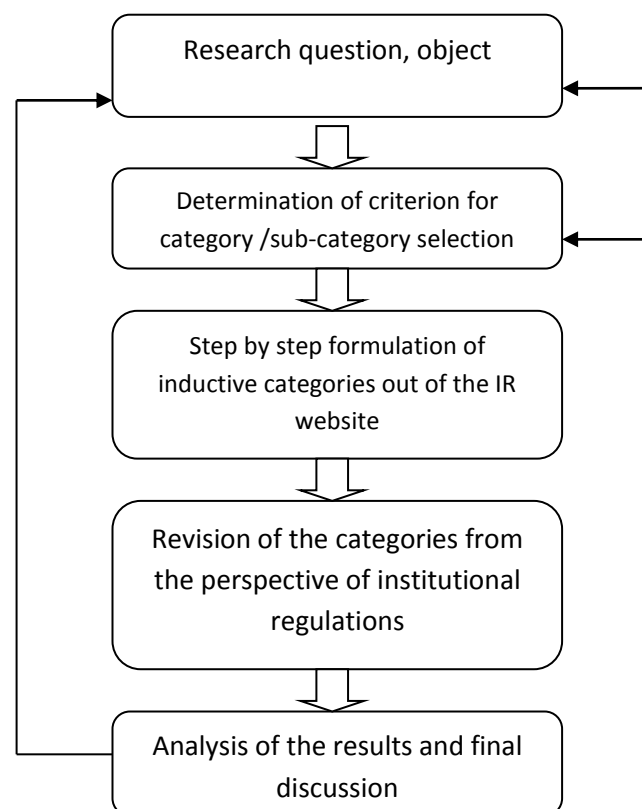 Research question, object
Determination of criterion for
category /sub-category selection
Step by step formulation of
inductive categories out of the IR
website
Revision of the categories from
the perspective of institutional
regulations
Analysis of the results and final
discussion